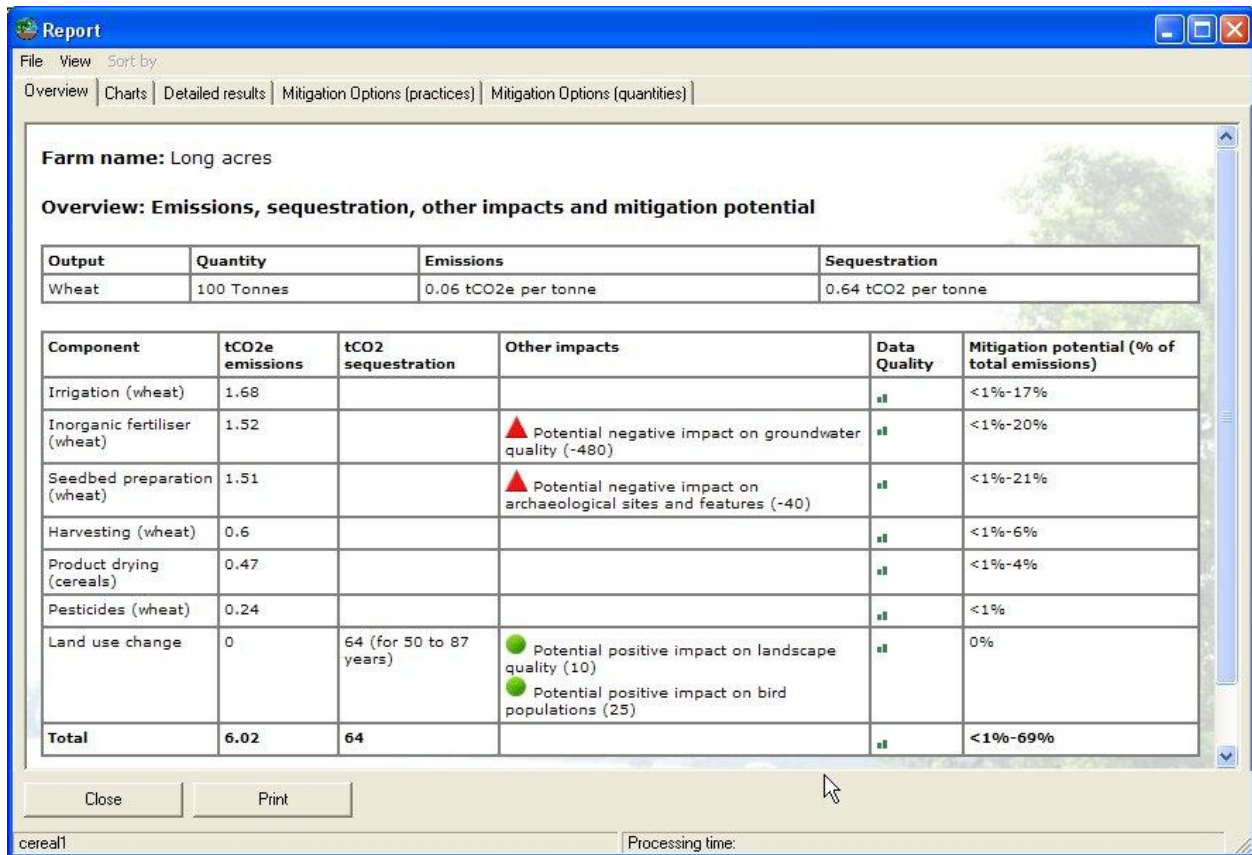 Report
File View Sort by
Overview Charts Detailed results Mitigation Options (practices) Mitigation Options (quantities)
Farm name: Long acres
Overview: Emissions, sequestration, other impacts and mitigation potential
Output Quantity Emissions Sequestration
Wheat 100 Tonnes 0.06 tCO2e per tonne 0.64 tCO2 per tonne
Component tCO2e emissions tCO2 sequestration Other impacts Data Quality Mitigation potential (% of total emissions)
Irrigation (wheat) 1.68 <1%-17%
Inorganic fertiliser (wheat) 1.52 Potential negative impact on groundwater quality (-480) <1%-20%
Seedbed preparation (wheat) 1.51 Potential negative impact on archaeological sites and features (-40) <1%-21%
Harvesting (wheat) 0.6 <1%-6%
Product drying (cereals) 0.47 <1%-4%
Pesticides (wheat) 0.24 <1%
Land use change 0 64 (for 50 to 87 years) Potential positive impact on landscape quality (10) 0%
Potential positive impact on bird populations (25)
Total 6.02 64 <1%-69%
Close Print
cereal1 Processing time: